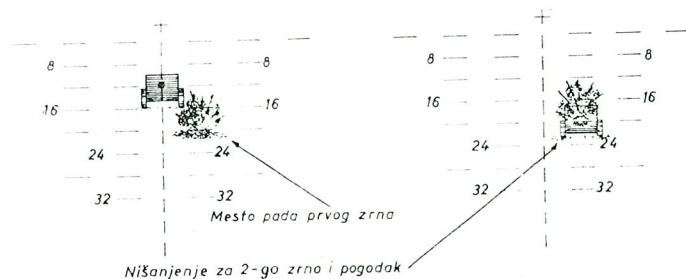 8 8 8 8
16 16 16 16
24 24 24 24
32 32 32 32
Mesto pada prvog zrna
Nišanjenje za 2-go zrno i pogodak